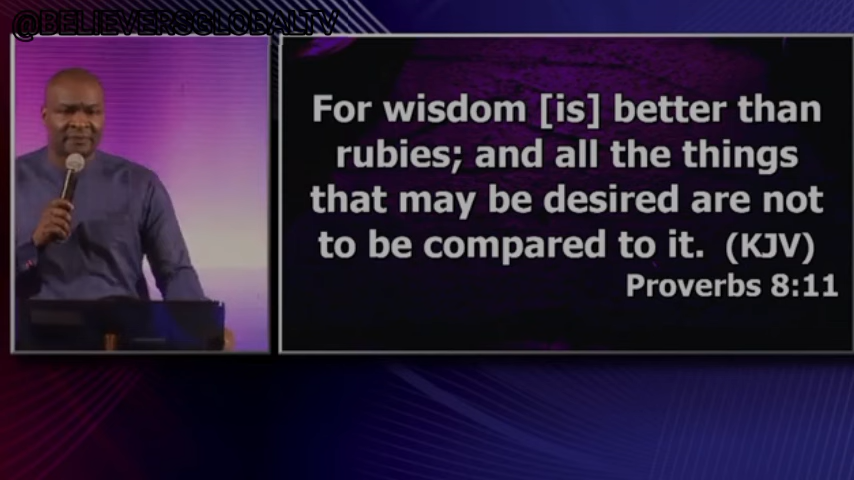 @BELIEVERSGLOBALTV
For wisdom [is] better than
rubies; and all the things
that may be desired are not
to be compared to it. (KJV)
Proverbs 8:11